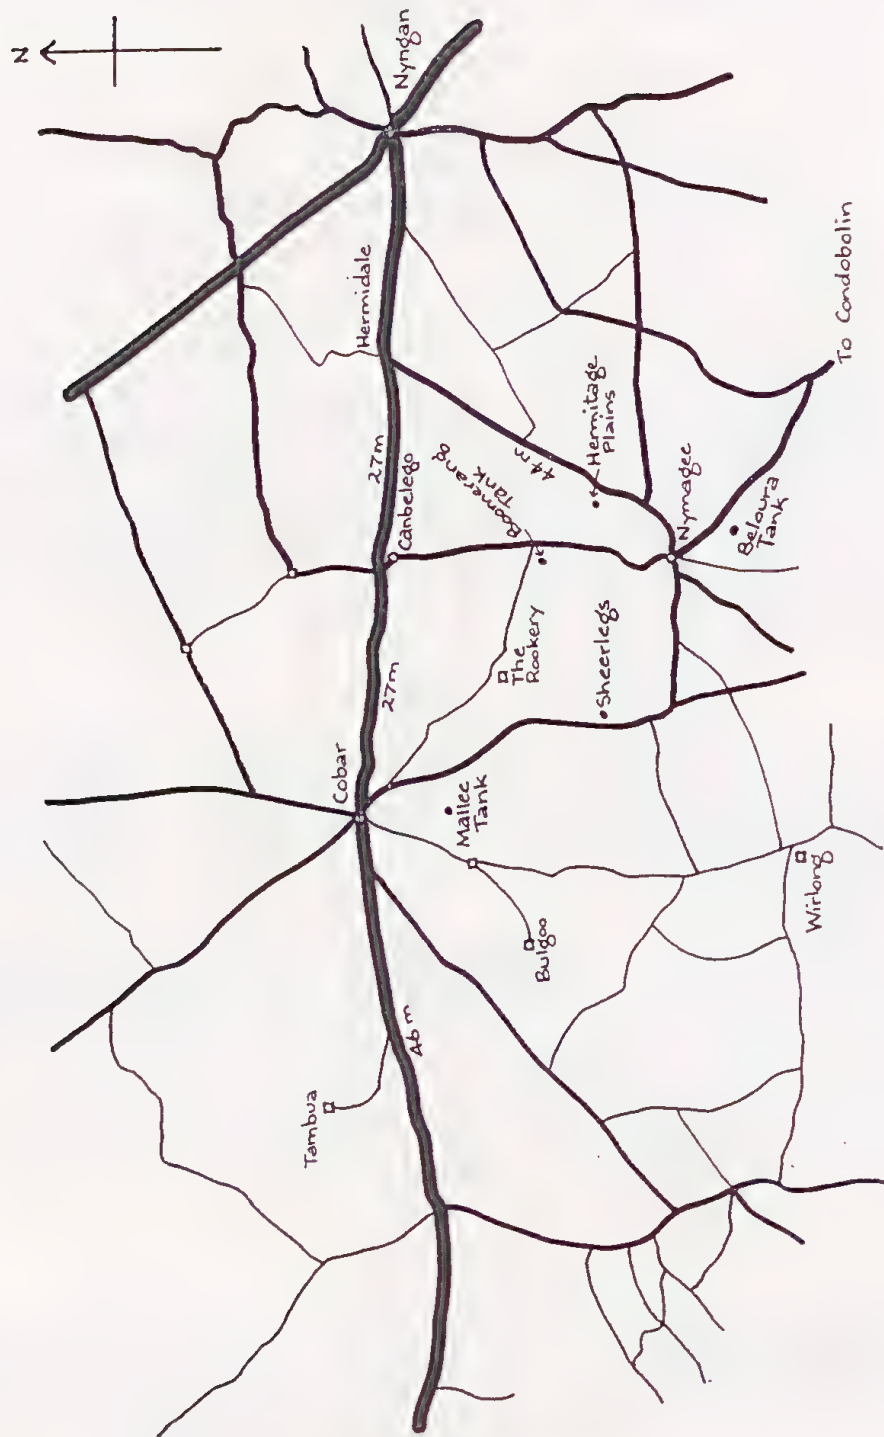 N
Nyngan
Hermidale
27m
Canbelego
27m
Cobar
46m
Tambua
Boomerang
Tank
44m
Hermitage
Plains
The
Rookery
Mallee
Tank
Bulgoo
Sheerlegs
Nymagee
Beloura
Tank
Wirlong
To Condobolin